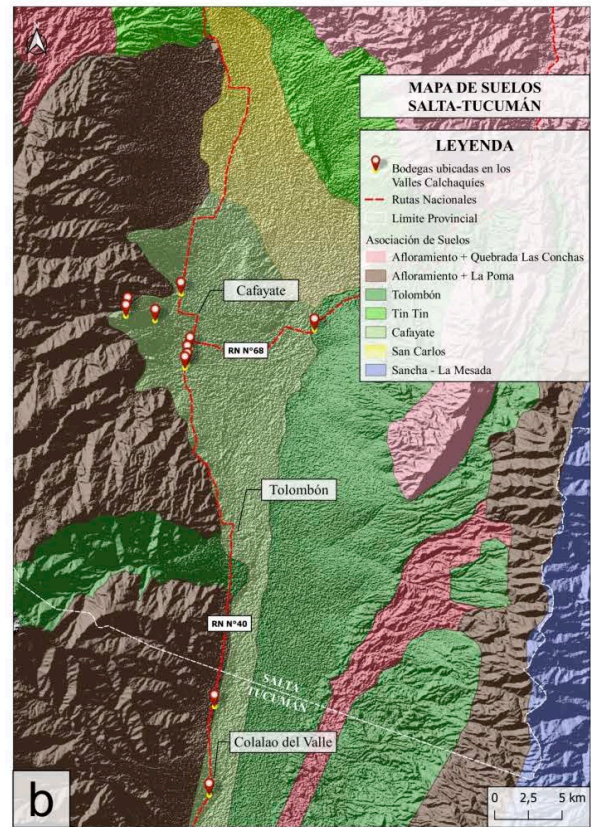 MAPA DE SUELOS
SALTA-TUCUMÁN
LEYENDA
Bodegas ubicadas en los
Valles Calchaquíes
Rutas Nacionales
Límite Provincial
Asociación de Suelos
Afloramiento + Quebrada Las Conchas
Afloramiento + La Poma
Tolombón
Tin Tin
Cafayate
San Carlos
Sancha - La Mesada
Cafayate
RN N°68
Tolombón
RN N°40
SALTA
TUCUMÁN
Colalao del Valle
b
0 2,5 5 km